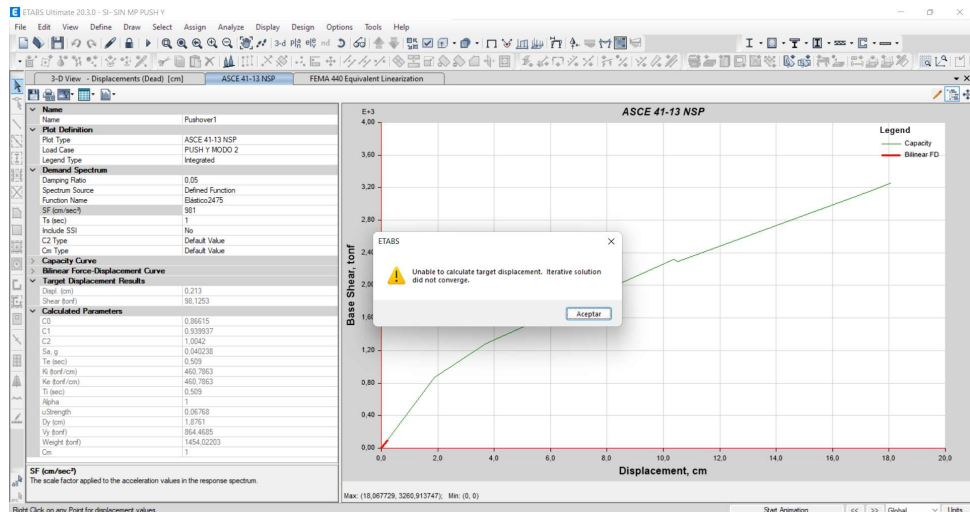 ETABS Ultimate 20.3.0 - SI- SIN MP PUSH Y
File Edit View Define Draw Select Assign Analyze Display Design Options Tools Help
3-d
3-D View - Displacements (Dead) [cm] ASCE 41-13 NSP FEMA 440 Equivalent Linearization
Name
Name Pushover1
Plot Definition
Plot Type ASCE 41-13 NSP
Load Case PUSH Y MODO 2
Legend Type Integrated
Demand Spectrum
Damping Ratio 0,05
Spectrum Source Defined Function
Function Name Elástico2475
SF (cm/sec²) 981
Ts (sec) 1
Include SSI No
C2 Type Default Value
Cm Type Default Value
Capacity Curve
Bilinear Force-Displacement Curve
Target Displacement Results
Displ. (cm) 0,213
Shear (tonf) 98,1253
Calculated Parameters
C0 0,86615
C1 0,939937
C2 1,0042
Sa, g 0,040238
Te (sec) 0,509
Ki (tonf/cm) 460,7863
Ke (tonf/cm) 460,7863
Ti (sec) 0,509
Alpha 1
uStrength 0,06768
Dy (cm) 1,8761
Vy (tonf) 864,4685
Weight (tonf) 1454,02203
Cm 1
SF (cm/sec²)
The scale factor applied to the acceleration values in the response spectrum.
ASCE 41-13 NSP
E+3
4,00
3,60
3,20
2,80
2,40
2,00
1,60
1,20
0,80
0,40
0,00
Base Shear, tonf
0,0 2,0 4,0 6,0 8,0 10,0 12,0 14,0 16,0 18,0 20,0
Displacement, cm
Legend
Capacity
Bilinear FD
ETABS
Unable to calculate target displacement. Iterative solution
did not converge.
Aceptar
Max: (18,067729, 3260,913747); Min: (0, 0)
Right Click on any Point for displacement values Start Animation << >> Global Units